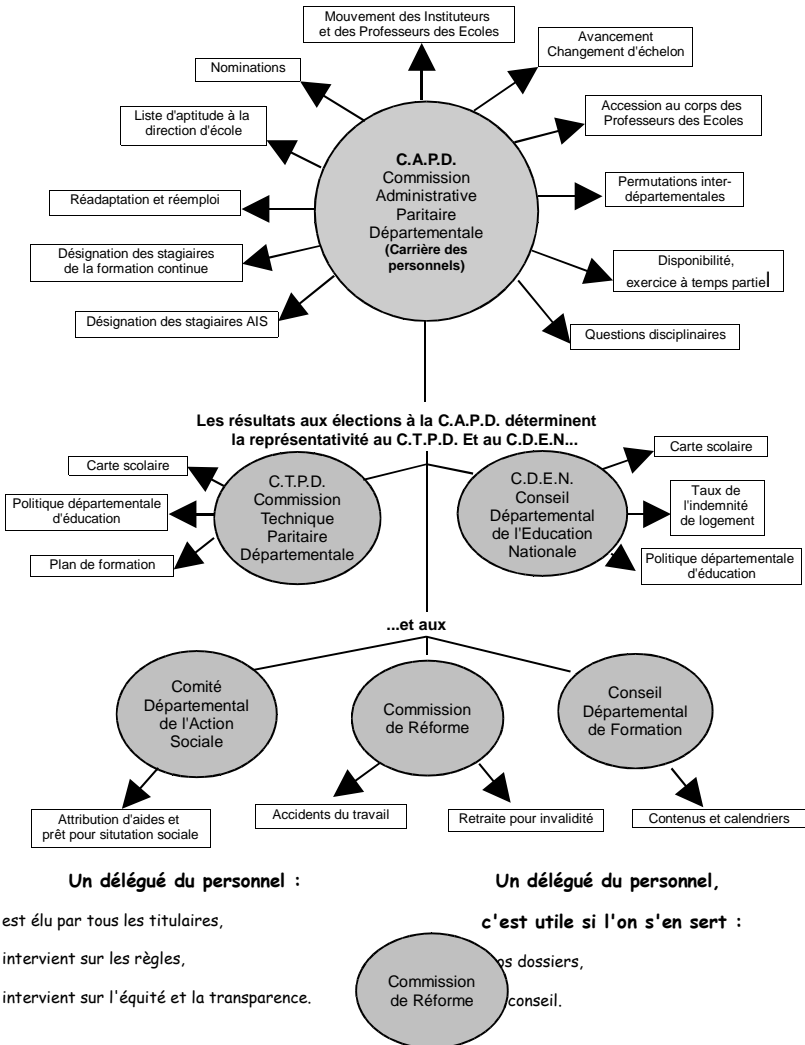 Mouvement des Instituteurs
et des Professeurs des Ecoles
Avancement
Changement d'échelon
Nominations
Liste d'aptitude à la
direction d'école
Accession au corps des
Professeurs des Ecoles
C.A.P.D.
Commission
Administrative
Paritaire
Départementale
(Carrière des
personnels)
Réadaptation et réemploi
Permutations inter-
départementales
Désignation des stagiaires
de la formation continue
Disponibilité,
exercice à temps partiel
Désignation des stagiaires AIS
Questions disciplinaires
Les résultats aux élections à la C.A.P.D. déterminent
la représentativité au C.T.P.D. Et au C.D.E.N...
Carte scolaire
Politique départementale
d'éducation
Plan de formation
C.T.P.D.
Commission
Technique
Paritaire
Départementale
C.D.E.N.
Conseil
Départemental
de l'Education
Nationale
Carte scolaire
Taux de
l'indemnité
de logement
Politique départementale
d'éducation
...et aux
Comité
Départemental
de l'Action
Sociale
Commission
de Réforme
Conseil
Départemental
de Formation
Attribution d'aides et
prêt pour situtation sociale
Accidents du travail
Retraite pour invalidité
Contenus et calendriers
Un délégué du personnel :
est élu par tous les titulaires,
intervient sur les règles,
intervient sur l'équité et la transparence.
Un délégué du personnel,
c'est utile si l'on s'en sert :
dossiers,
conseil.
Commission
de Réforme